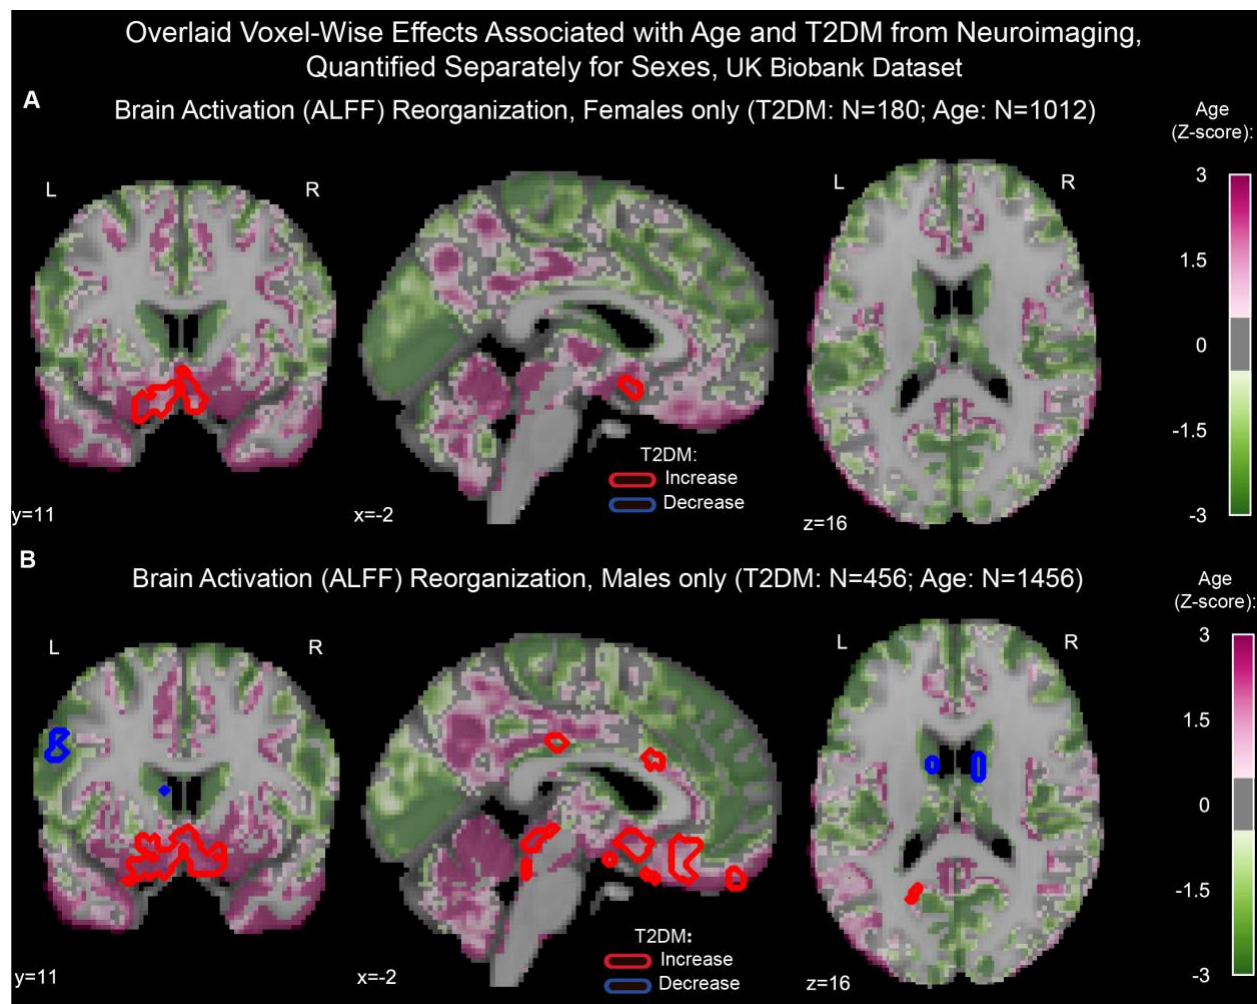 Overlaid Voxel-Wise Effects Associated with Age and T2DM from Neuroimaging,
Quantified Separately for Sexes, UK Biobank Dataset
A
Brain Activation (ALFF) Reorganization, Females only (T2DM: N=180; Age: N=1012)
Age
(Z-score):
L
R
L
R
3
1.5
0
-1.5
-3
T2DM:
Increase
Decrease
y=11
x=-2
z=16
B
Brain Activation (ALFF) Reorganization, Males only (T2DM: N=456; Age: N=1456)
Age
(Z-score):
L
R
L
R
3
1.5
0
-1.5
-3
T2DM:
Increase
Decrease
y=11
x=-2
z=16